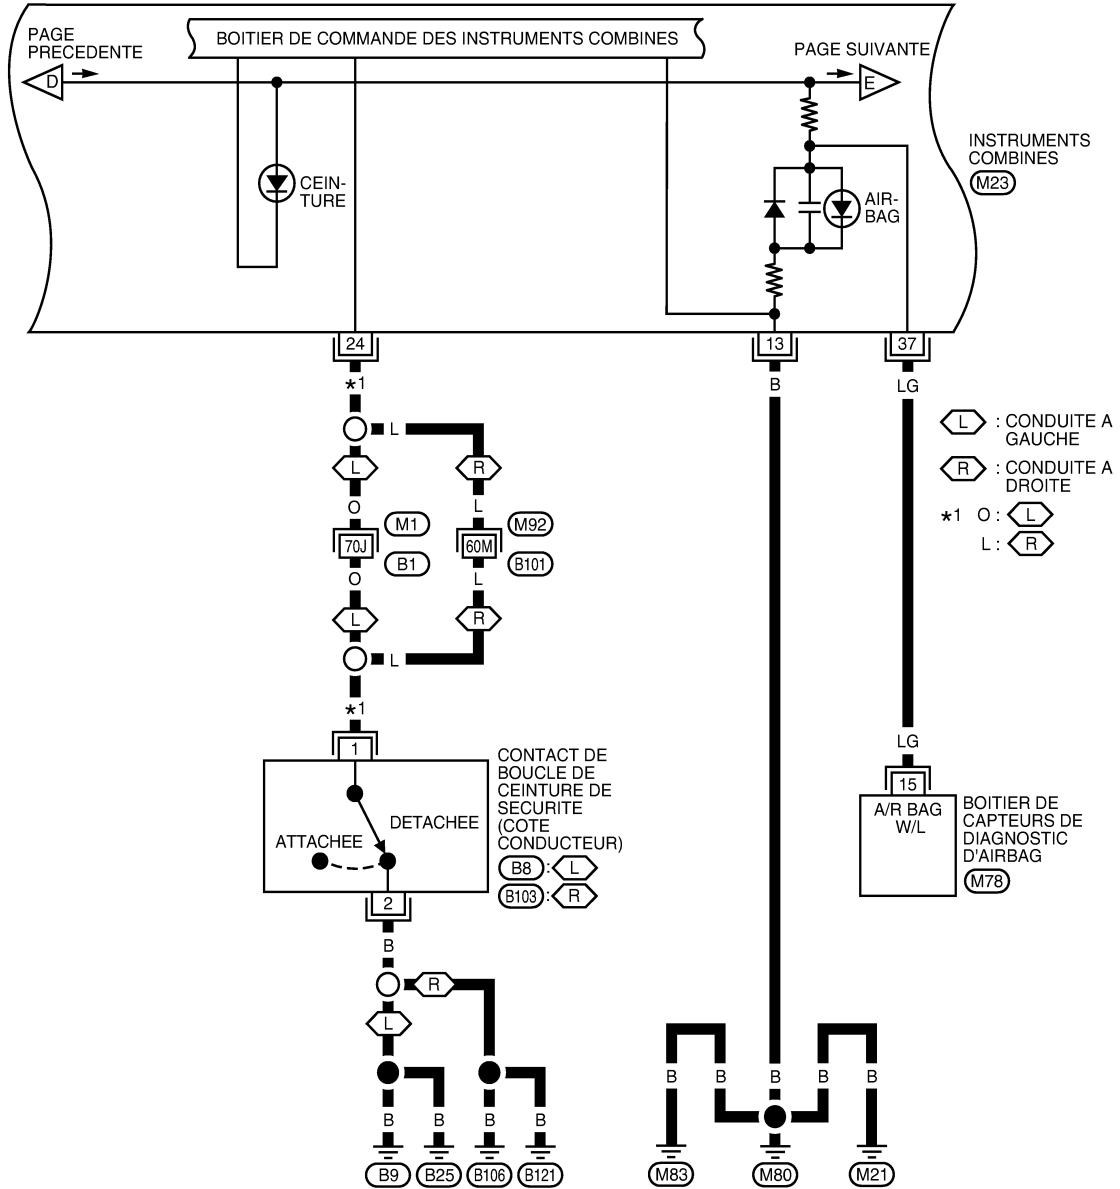 PAGE
PRECEDENTE
BOITIER DE COMMANDE DES INSTRUMENTS COMBINES
PAGE SUIVANTE
D
E
CEIN-
TURE
AIR-
BAG
INSTRUMENTS
COMBINES
M23
24
13
37
*1
B
LG
L
L : CONDUITE A
GAUCHE
R : CONDUITE A
DROITE
*1 O : L
L : R
L
R
O
L
70J
M1
B1
60M
M92
B101
O
L
L
R
L
*1
LG
1
15
A/R BAG
W/L
BOITIER DE
CAPTEURS DE
DIAGNOSTIC
D'AIRBAG
M78
CONTACT DE
BOUCLE DE
CEINTURE DE
SECURITE
(COTE
CONDUCTEUR)
B8 : L
B103 : R
DETACHEE
ATTACHEE
2
B
R
L
B
B
B
B
B
B
B
B
B
B9
B25
B106
B121
M83
M80
M21